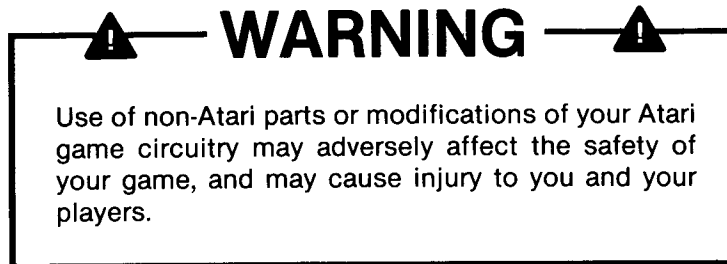 WARNING
Use of non-Atari parts or modifications of your Atari
game circuitry may adversely affect the safety of
your game, and may cause injury to you and your
players.